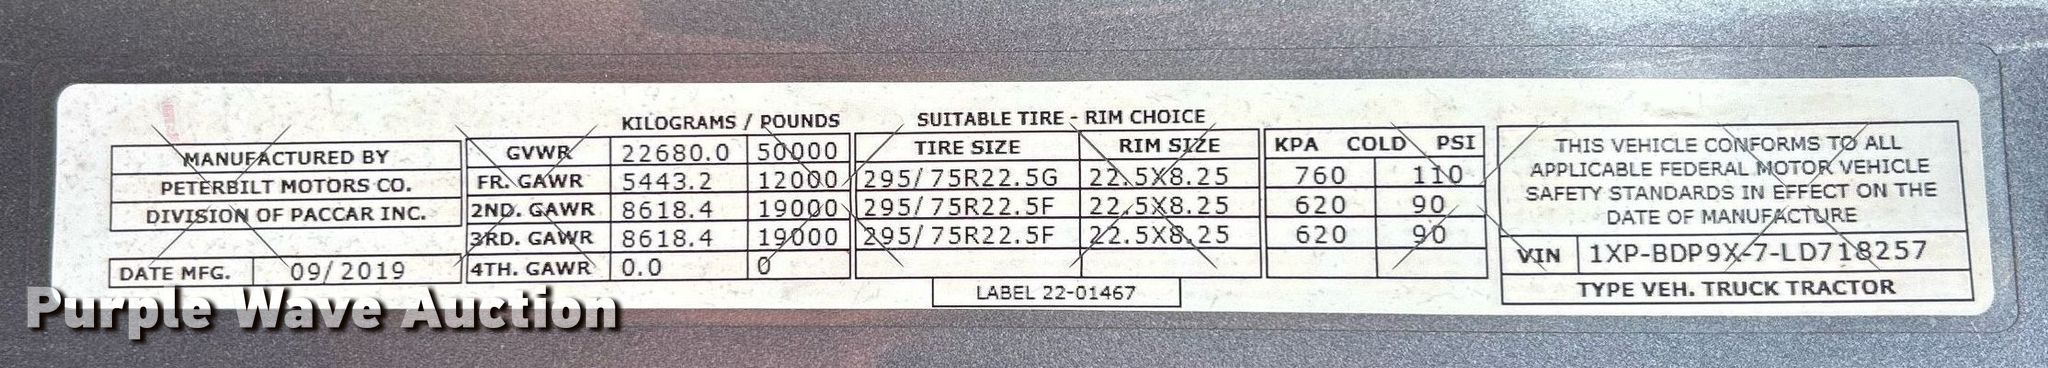 KILOGRAMS / POUNDS SUITABLE TIRE - RIM CHOICE
MANUFACTURED BY
PETERBILT MOTORS CO.
DIVISION OF PACCAR INC.
DATE MFG. 09/2019
GVWR 22680.0 50000 TIRE SIZE RIM SIZE KPA COLD PSI
FR. GAWR 5443.2 12000 295/75R22.5G 22.5X8.25 760 110
2ND. GAWR 8618.4 19000 295/75R22.5F 22.5X8.25 620 90
3RD. GAWR 8618.4 19000 295/75R22.5F 22.5X8.25 620 90
4TH. GAWR 0.0 0
LABEL 22-01467
THIS VEHICLE CONFORMS TO ALL
APPLICABLE FEDERAL MOTOR VEHICLE
SAFETY STANDARDS IN EFFECT ON THE
DATE OF MANUFACTURE
VIN 1XP-BDP9X-7-LD718257
TYPE VEH. TRUCK TRACTOR
Purple Wave Auction